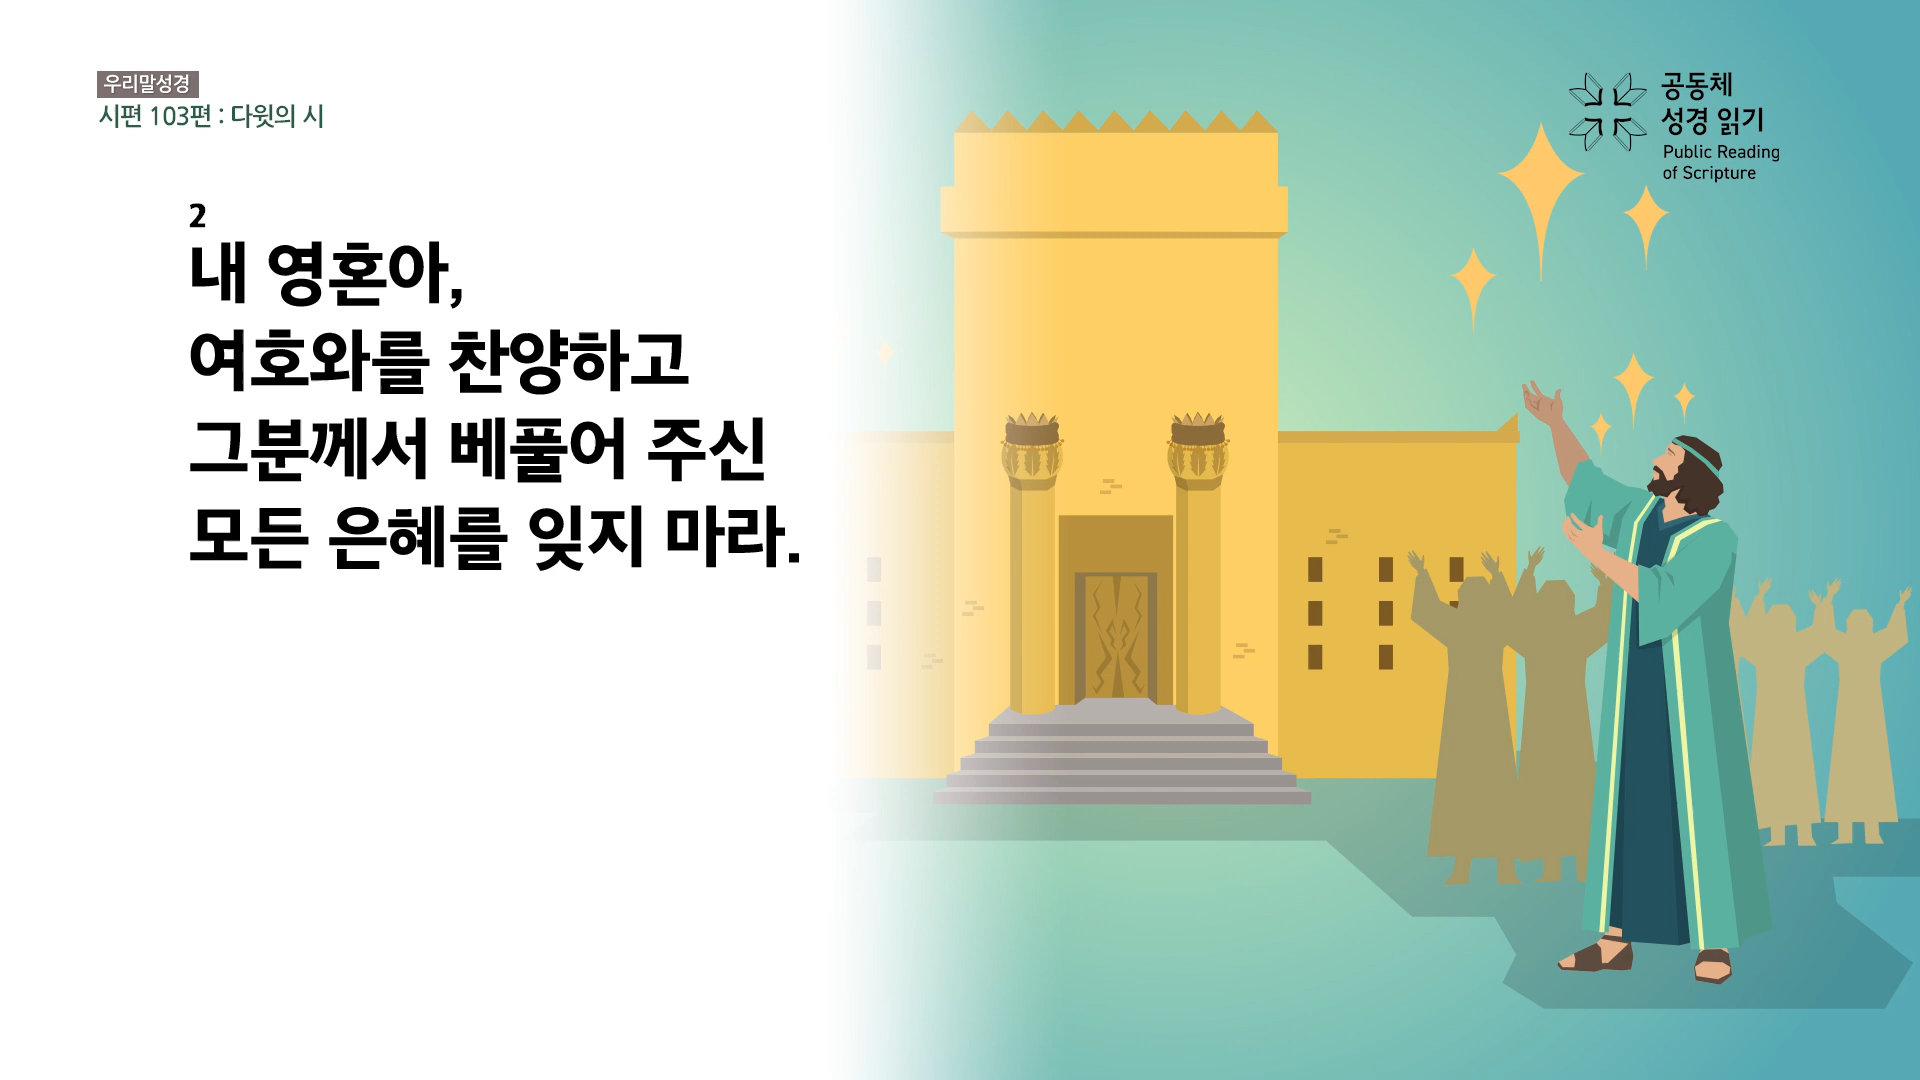 우리말성경
시편 103편 : 다윗의 시
2
내 영혼아,
여호와를 찬양하고
그분께서 베풀어 주신
모든 은혜를 잊지 마라.
공동체
성경 읽기
Public Reading
of Scripture